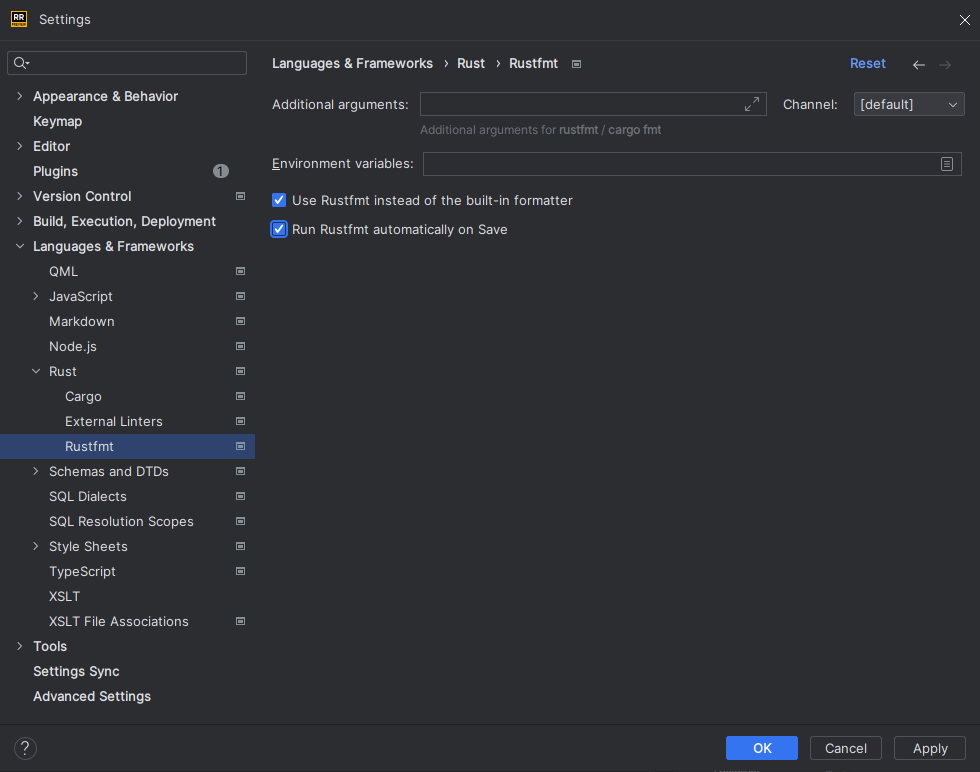 RR
Settings
Languages & Frameworks › Rust › Rustfmt
Reset
Appearance & Behavior
Keymap
Editor
Plugins 1
Version Control
Build, Execution, Deployment
Languages & Frameworks
QML
JavaScript
Markdown
Node.js
Rust
Cargo
External Linters
Rustfmt
Schemas and DTDs
SQL Dialects
SQL Resolution Scopes
Style Sheets
TypeScript
XSLT
XSLT File Associations
Tools
Settings Sync
Advanced Settings
Additional arguments: Channel: [default]
Additional arguments for rustfmt / cargo fmt
Environment variables:
Use Rustfmt instead of the built-in formatter
Run Rustfmt automatically on Save
?
OK Cancel Apply